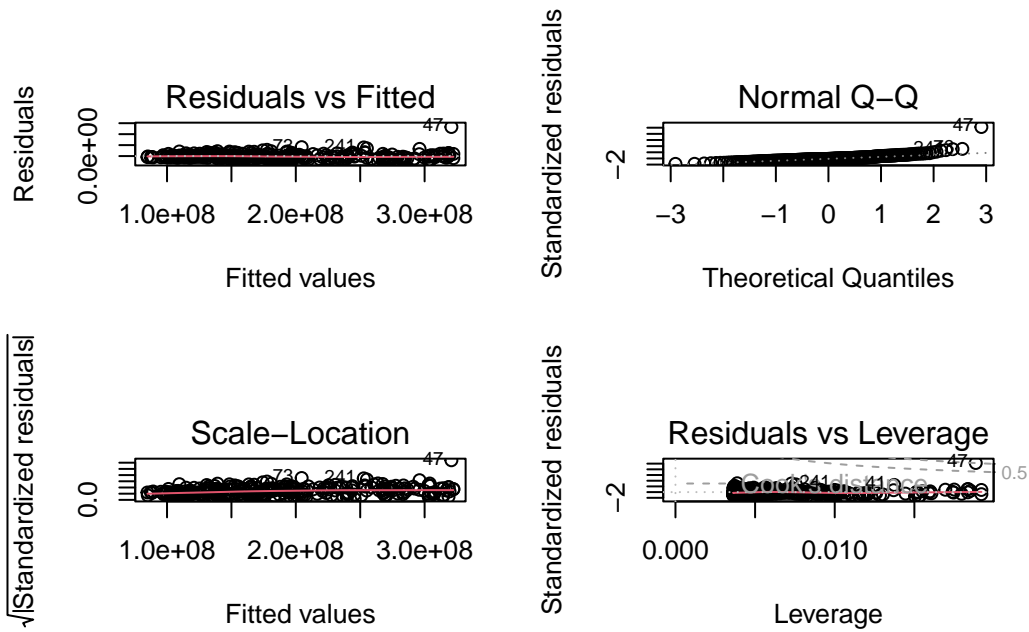 Residuals vs Fitted
Residuals
0.0e+00
47
73
241
1.0e+08 2.0e+08 3.0e+08
Fitted values
Normal Q−Q
Standardized residuals
−2
47
−3 −1 0 1 2 3
Theoretical Quantiles
Scale−Location
√|Standardized residuals|
0.0
47
73
241
1.0e+08 2.0e+08 3.0e+08
Fitted values
Residuals vs Leverage
Standardized residuals
−2
47
Cook's distance
241
41
0.5
0.000 0.010
Leverage